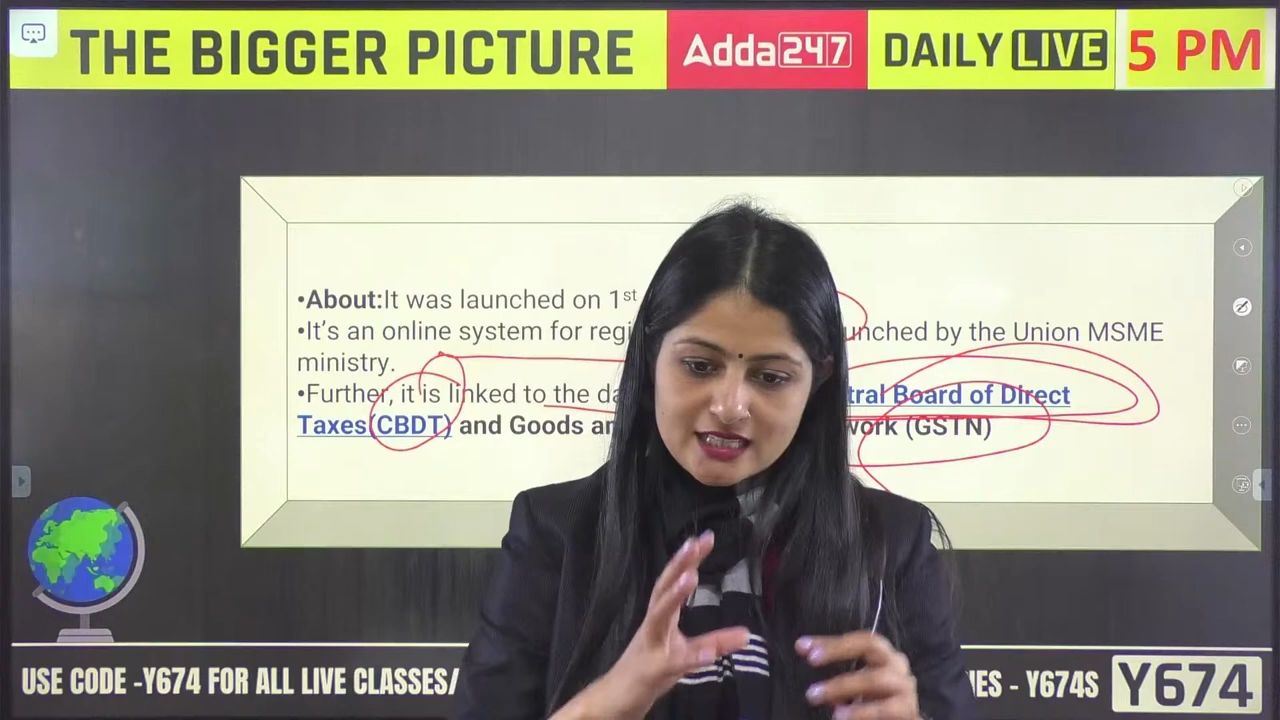 THE BIGGER PICTURE Adda247 DAILY LIVE 5 PM
•About:It was launched on 1st
•It's an online system for regi unched by the Union MSME
ministry.
•Further, it is linked to the da tral Board of Direct
Taxes(CBDT) and Goods an work (GSTN)
USE CODE -Y674 FOR ALL LIVE CLASSES/ IES - Y674S Y674